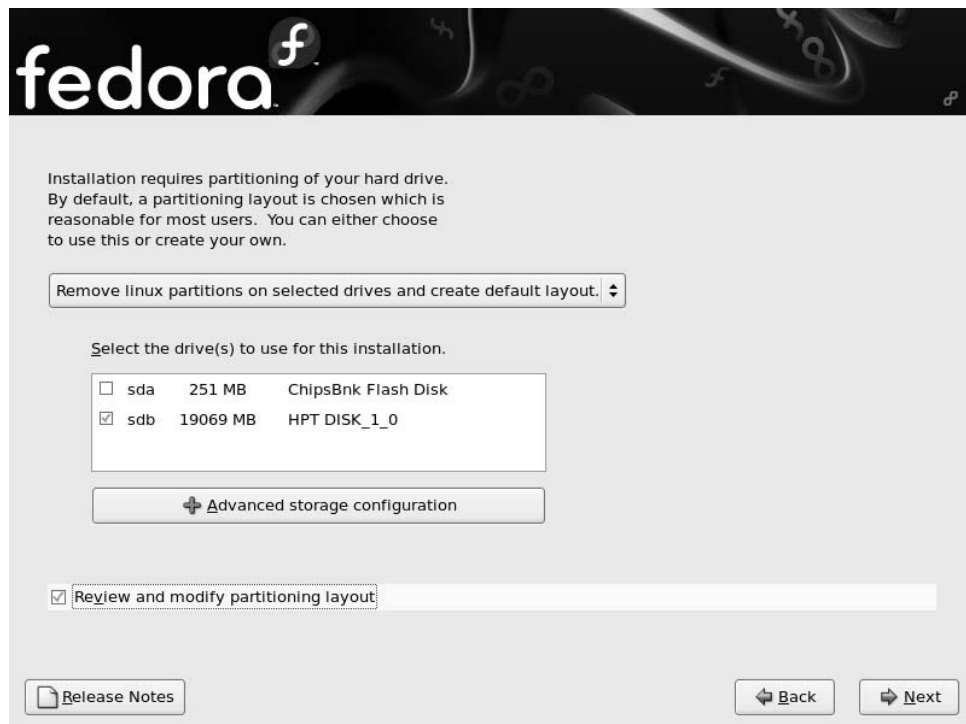 fedora
Installation requires partitioning of your hard drive.
By default, a partitioning layout is chosen which is
reasonable for most users.  You can either choose
to use this or create your own.
Remove linux partitions on selected drives and create default layout.
Select the drive(s) to use for this installation.
sda 251 MB ChipsBnk Flash Disk
sdb 19069 MB HPT DISK_1_0
Advanced storage configuration
Review and modify partitioning layout
Release Notes
Back
Next